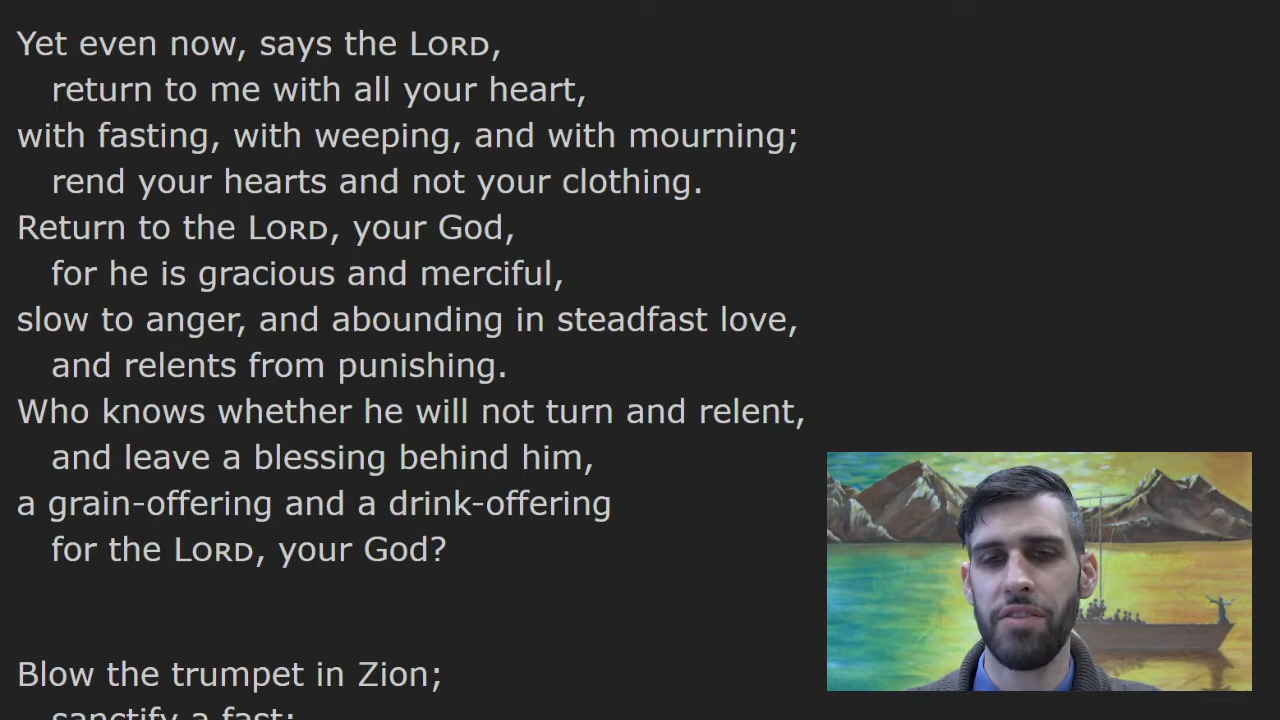 Yet even now, says the LORD,
return to me with all your heart,
with fasting, with weeping, and with mourning;
rend your hearts and not your clothing.
Return to the LORD, your God,
for he is gracious and merciful,
slow to anger, and abounding in steadfast love,
and relents from punishing.
Who knows whether he will not turn and relent,
and leave a blessing behind him,
a grain-offering and a drink-offering
for the LORD, your God?
Blow the trumpet in Zion;
sanctify a fast;